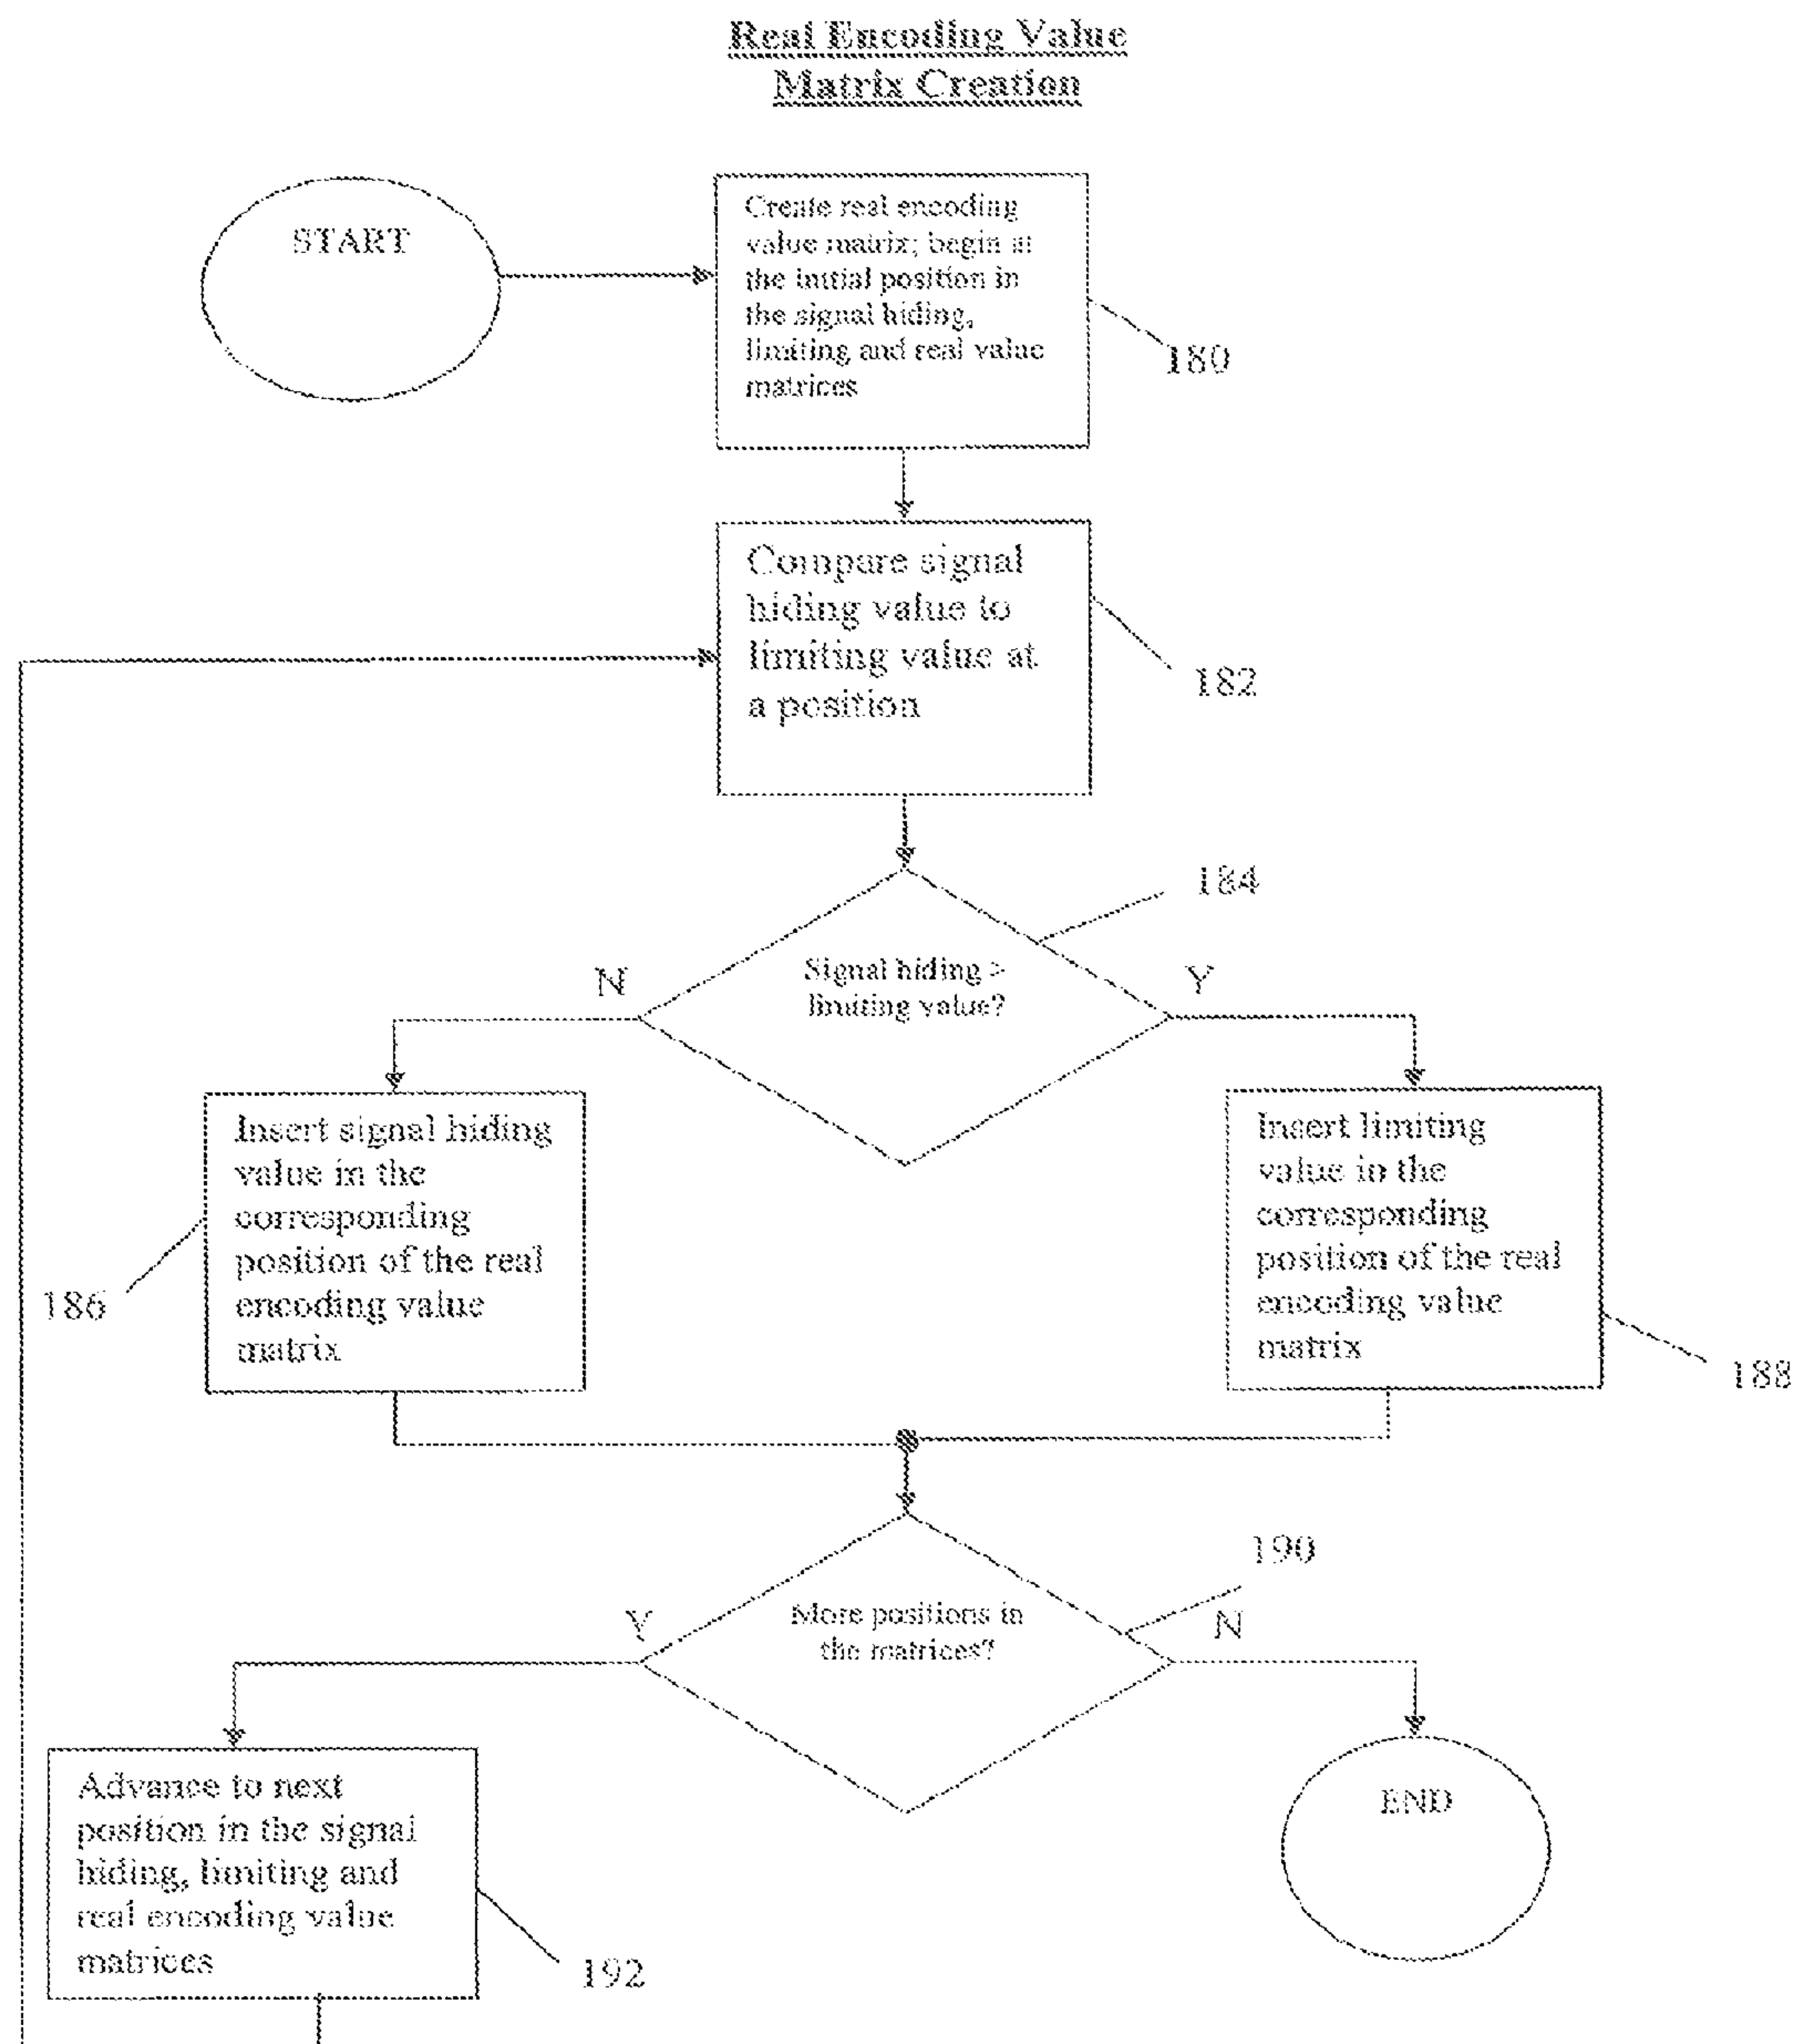 Real Encoding Value
Matrix Creation
START
Create real encoding
value matrix; begin at
the initial position in
the signal hiding,
limiting and real value
matrices
180
Compare signal
hiding value to
limiting value at
a position
182
184
Signal hiding >
limiting value?
N
Y
Insert signal hiding
value in the
corresponding
position of the real
encoding value
matrix
186
Insert limiting
value in the
corresponding
position of the real
encoding value
matrix
188
190
More positions in
the matrices?
Y
N
Advance to next
position in the signal
hiding, limiting and
real encoding value
matrices
192
END